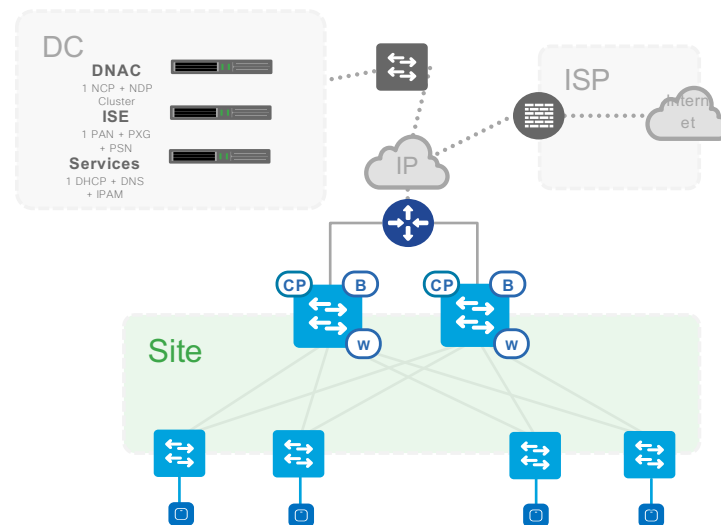 DC
DNAC
1 NCP + NDP
Cluster
ISE
1 PAN + PXG
+ PSN
Services
1 DHCP + DNS
+ IPAM
ISP
Intern
et
IP
CP
B
CP
B
W
W
Site